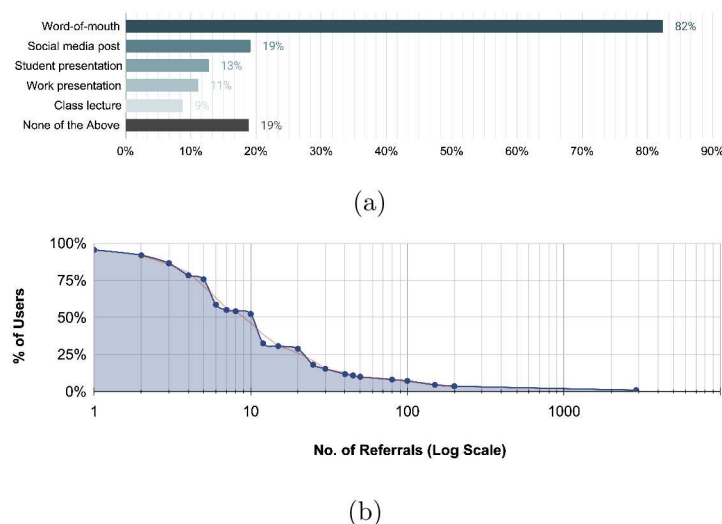 Word-of-mouth 82%
Social media post 19%
Student presentation 13%
Work presentation 11%
Class lecture 9%
None of the Above 19%
0% 10% 20% 30% 40% 50% 60% 70% 80% 90%
(a)
100%
75%
50%
25%
0%
% of Users
1 10 100 1000
No. of Referrals (Log Scale)
(b)